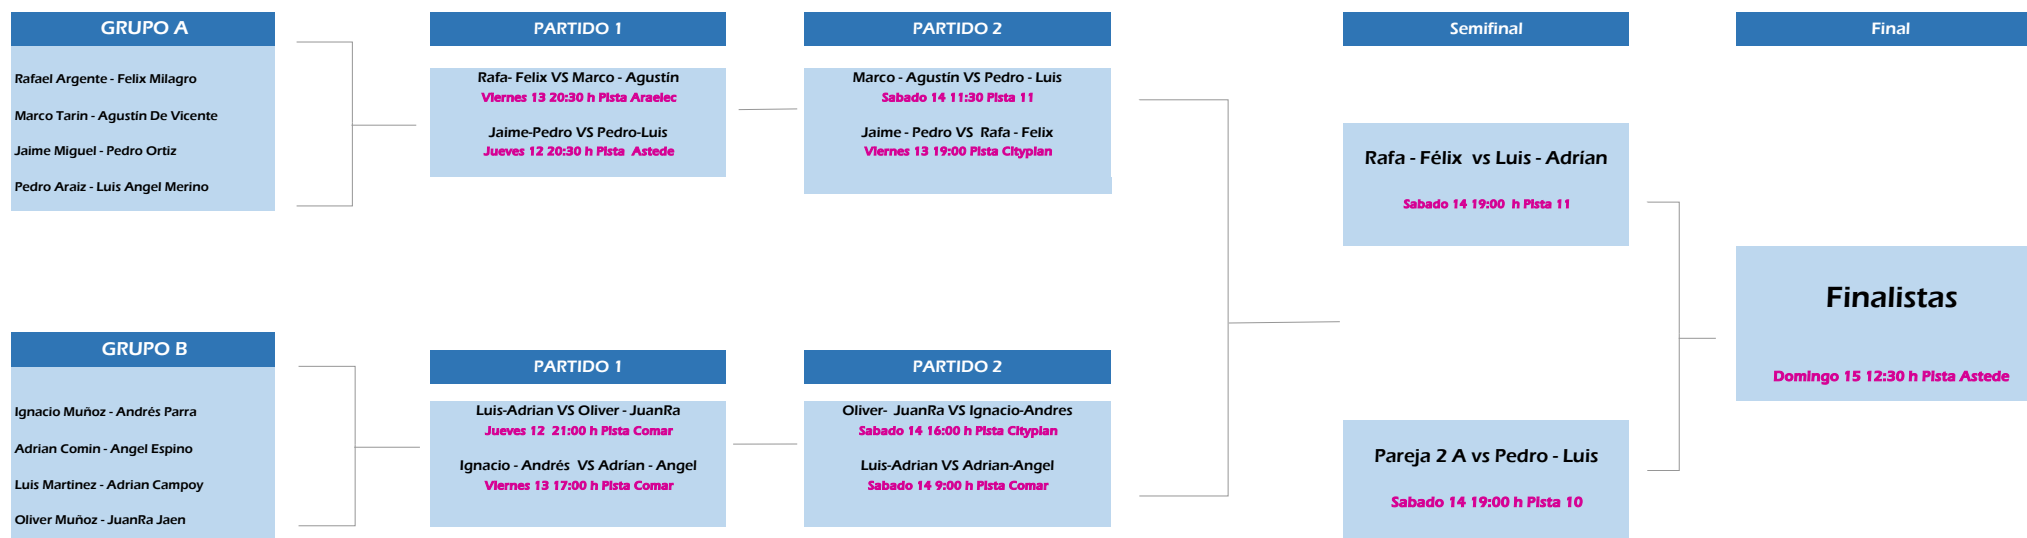 GRUPO A
Rafael Argente - Felix Milagro
Marco Tarin - Agustín De Vicente
Jaime Miguel - Pedro Ortiz
Pedro Araiz - Luis Angel Merino
PARTIDO 1
Rafa- Felix VS Marco - Agustín
Viernes 13 20:30 h Pista Araelec
Jaime-Pedro VS Pedro-Luis
Jueves 12 20:30 h Pista Astede
PARTIDO 2
Marco - Agustín VS Pedro - Luis
Sabado 14 11:30 Pista 11
Jaime - Pedro VS Rafa - Felix
Viernes 13 19:00 Pista Cityplan
GRUPO B
Ignacio Muñoz - Andrés Parra
Adrian Comin - Angel Espino
Luis Martinez - Adrian Campoy
Oliver Muñoz - JuanRa Jaen
PARTIDO 1
Luis-Adrian VS Oliver - JuanRa
Jueves 12 21:00 h Pista Comar
Ignacio - Andrés VS Adrían - Angel
Viernes 13 17:00 h Pista Comar
PARTIDO 2
Oliver- JuanRa VS Ignacio-Andres
Sabado 14 16:00 h Pista Cityplan
Luis-Adrian VS Adrian-Angel
Sabado 14 9:00 h Pista Comar
Semifinal
Rafa - Félix vs Luis - Adrían
Sabado 14 19:00 h Pista 11
Pareja 2 A vs Pedro - Luis
Sabado 14 19:00 h Pista 10
Final
Finalistas
Domingo 15 12:30 h Pista Astede